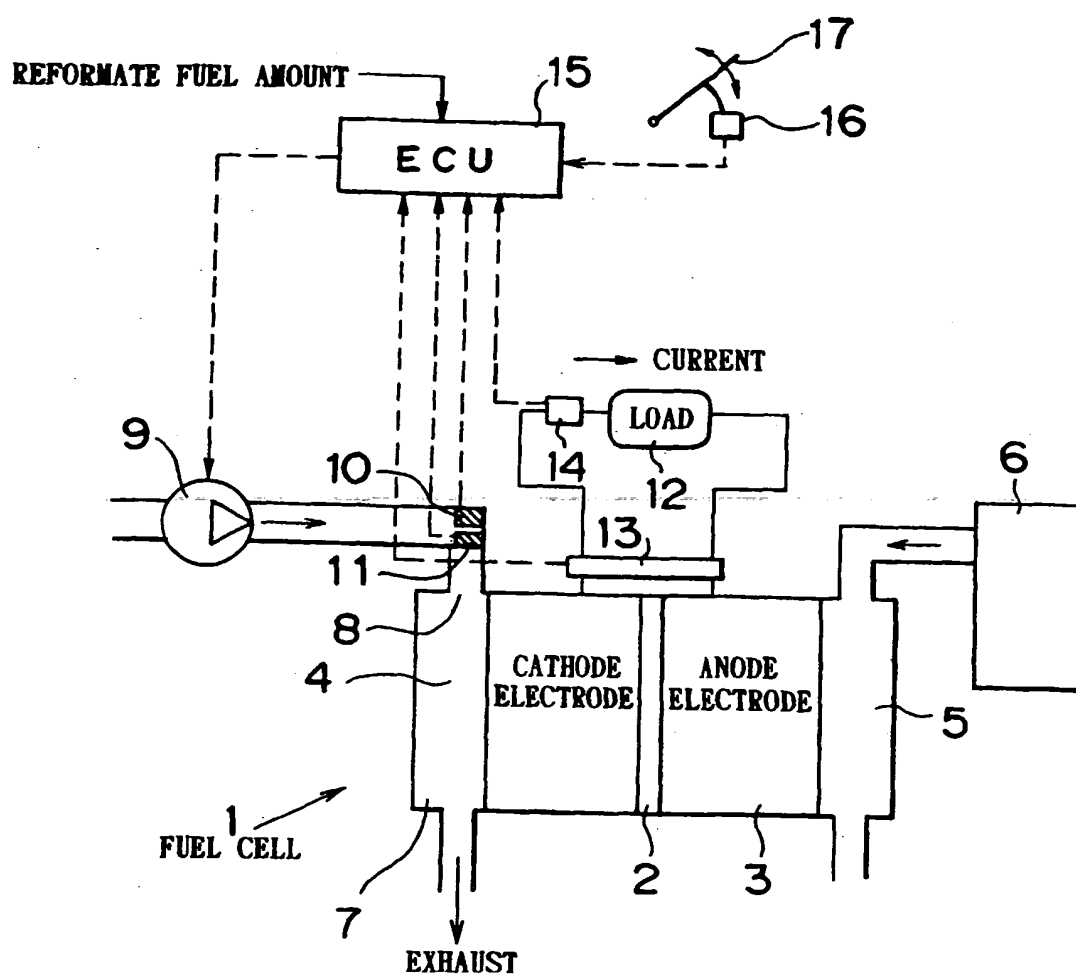 17
REFORMATE FUEL AMOUNT
15
16
ECU
CURRENT
9
LOAD
6
10
14
12
13
11
8
4
CATHODE
ELECTRODE
ANODE
ELECTRODE
5
1
FUEL CELL
2
3
7
EXHAUST